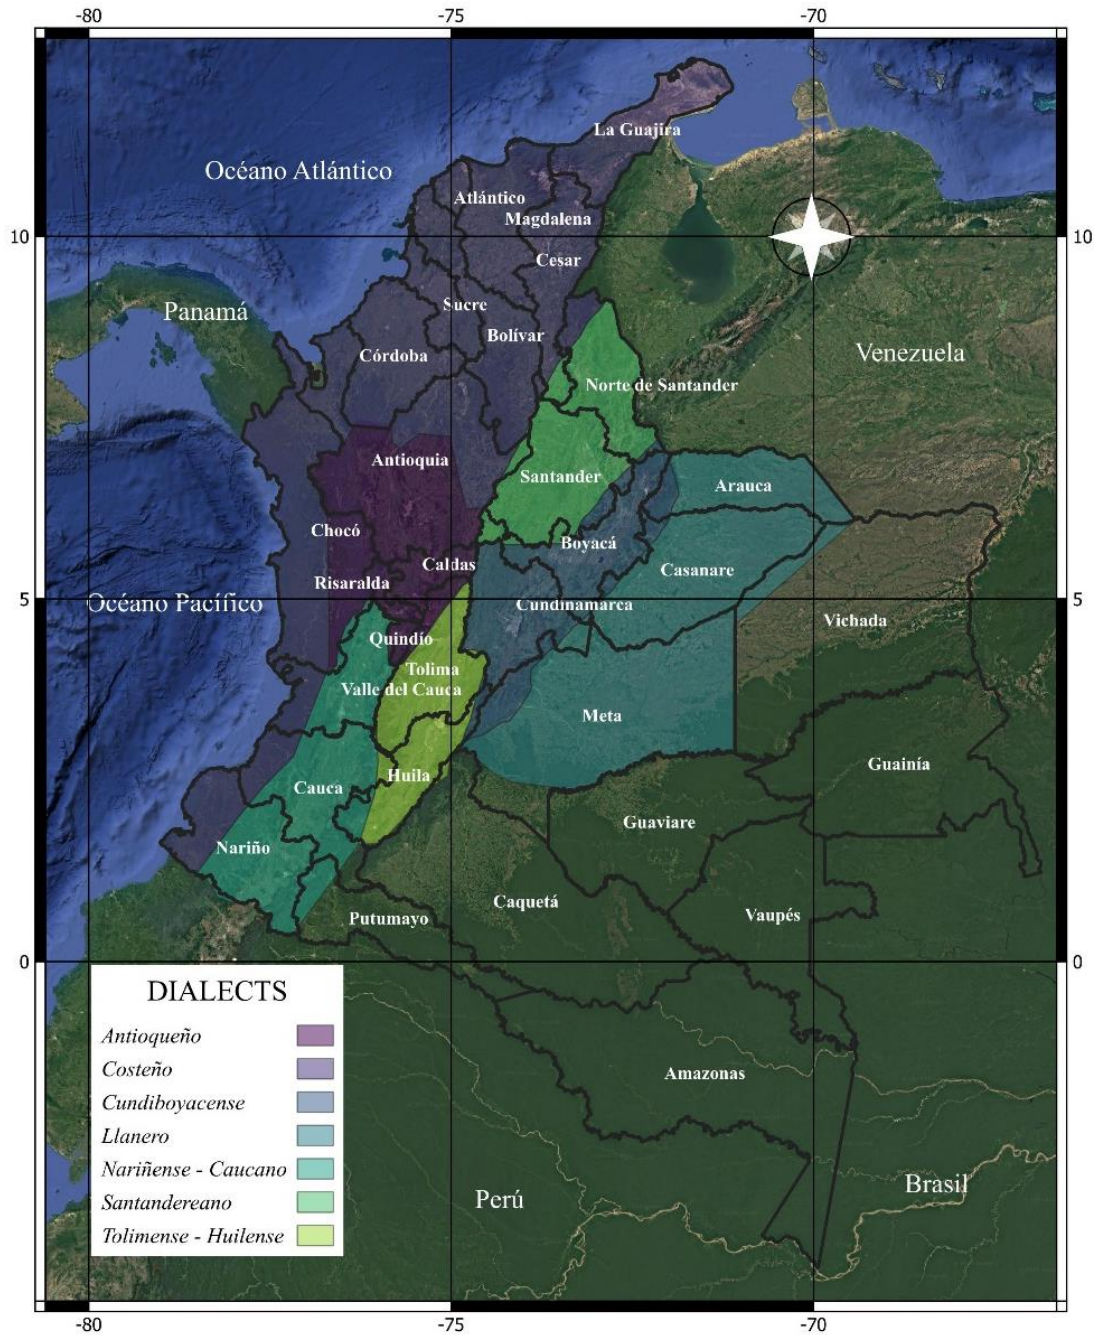 -80 -75 -70
La Guajira
Océano Atlántico
Atlántico
Magdalena
10 10
Cesar
Sucre
Panamá
Bolívar
Venezuela
Córdoba
Norte de Santander
Antioquia
Santander
Arauca
Chocó
Boyacá
Caldas
Casanare
Risaralda
Océano Pacífico
Cundinamarca
5 5
Vichada
Quindío
Tolima
Valle del Cauca
Meta
Guainía
Huila
Cauca
Guaviare
Nariño
Caquetá
Vaupés
Putumayo
0 0
DIALECTS
Antioqueño
Costeño
Cundiboyacense
Llanero
Nariñense - Caucano
Santandereano
Tolimense - Huilense
Amazonas
Perú
Brasil
-80 -75 -70